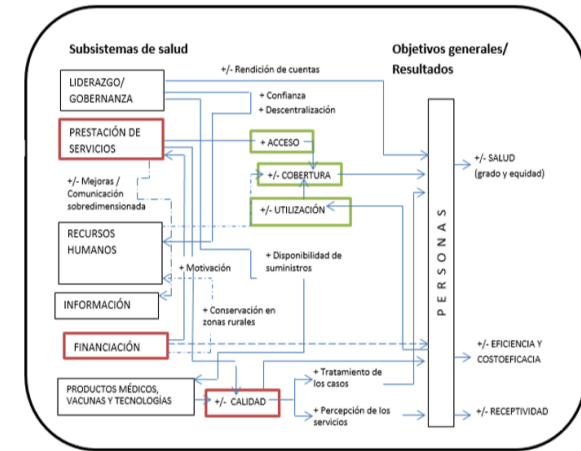 Subsistemas de salud
Objetivos generales/
Resultados
LIDERAZGO/
GOBERNANZA
+/- Rendición de cuentas
+ Confianza
+ Descentralización
PRESTACIÓN DE
SERVICIOS
+ ACCESO
+/- COBERTURA
+/- UTILIZACIÓN
+/- SALUD
(grado y equidad)
+/- Mejoras /
Comunicación
sobredimensionada
RECURSOS
HUMANOS
+ Motivación
+ Disponibilidad de
suministros
INFORMACIÓN
+ Conservación en
zonas rurales
FINANCIACIÓN
PERSONAS
+/- EFICIENCIA Y
COSTOEFICACIA
PRODUCTOS MÉDICOS,
VACUNAS Y TECNOLOGÍAS
+/- CALIDAD
+ Tratamiento de
los casos
+ Percepción de los
servicios
+/- RECEPTIVIDAD